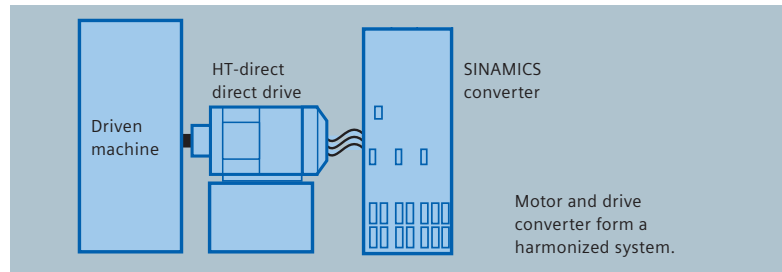 HT-direct
direct drive
SINAMICS
converter
Driven
machine
Motor and drive
converter form a
harmonized system.